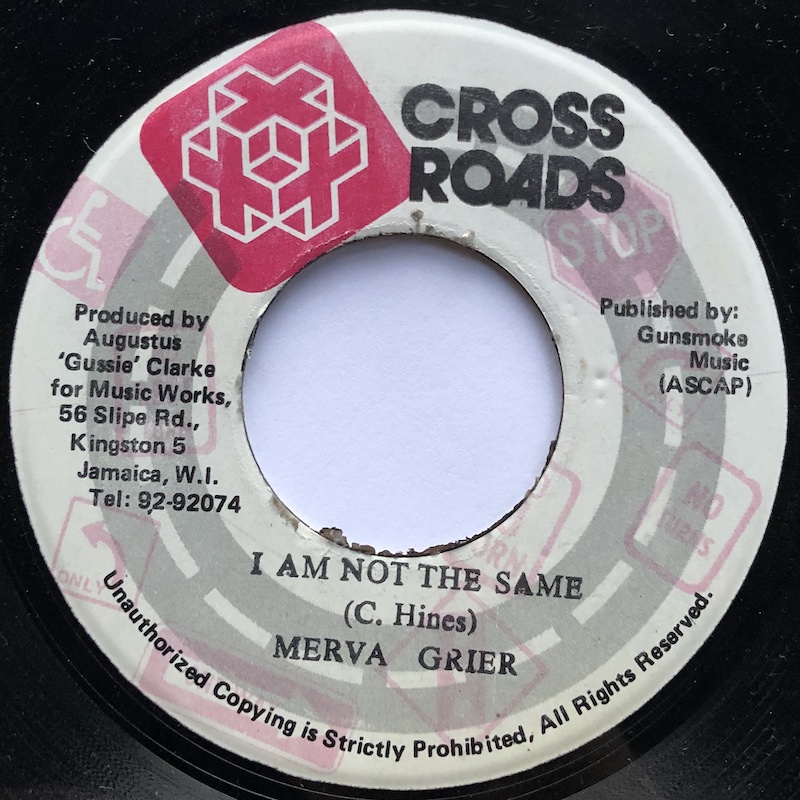 CROSS
ROADS
STOP
Produced by
Augustus
'Gussie' Clarke
for Music Works,
56 Slipe Rd.,
Kingston 5
Jamaica, W.I.
Tel: 92-92074
Published by:
Gunsmoke
Music
(ASCAP)
NO
ONLY
I AM NOT THE SAME
(C. Hines)
MERVA GRIER
Unauthorized Copying is Strictly Prohibited, All Rights Reserved.